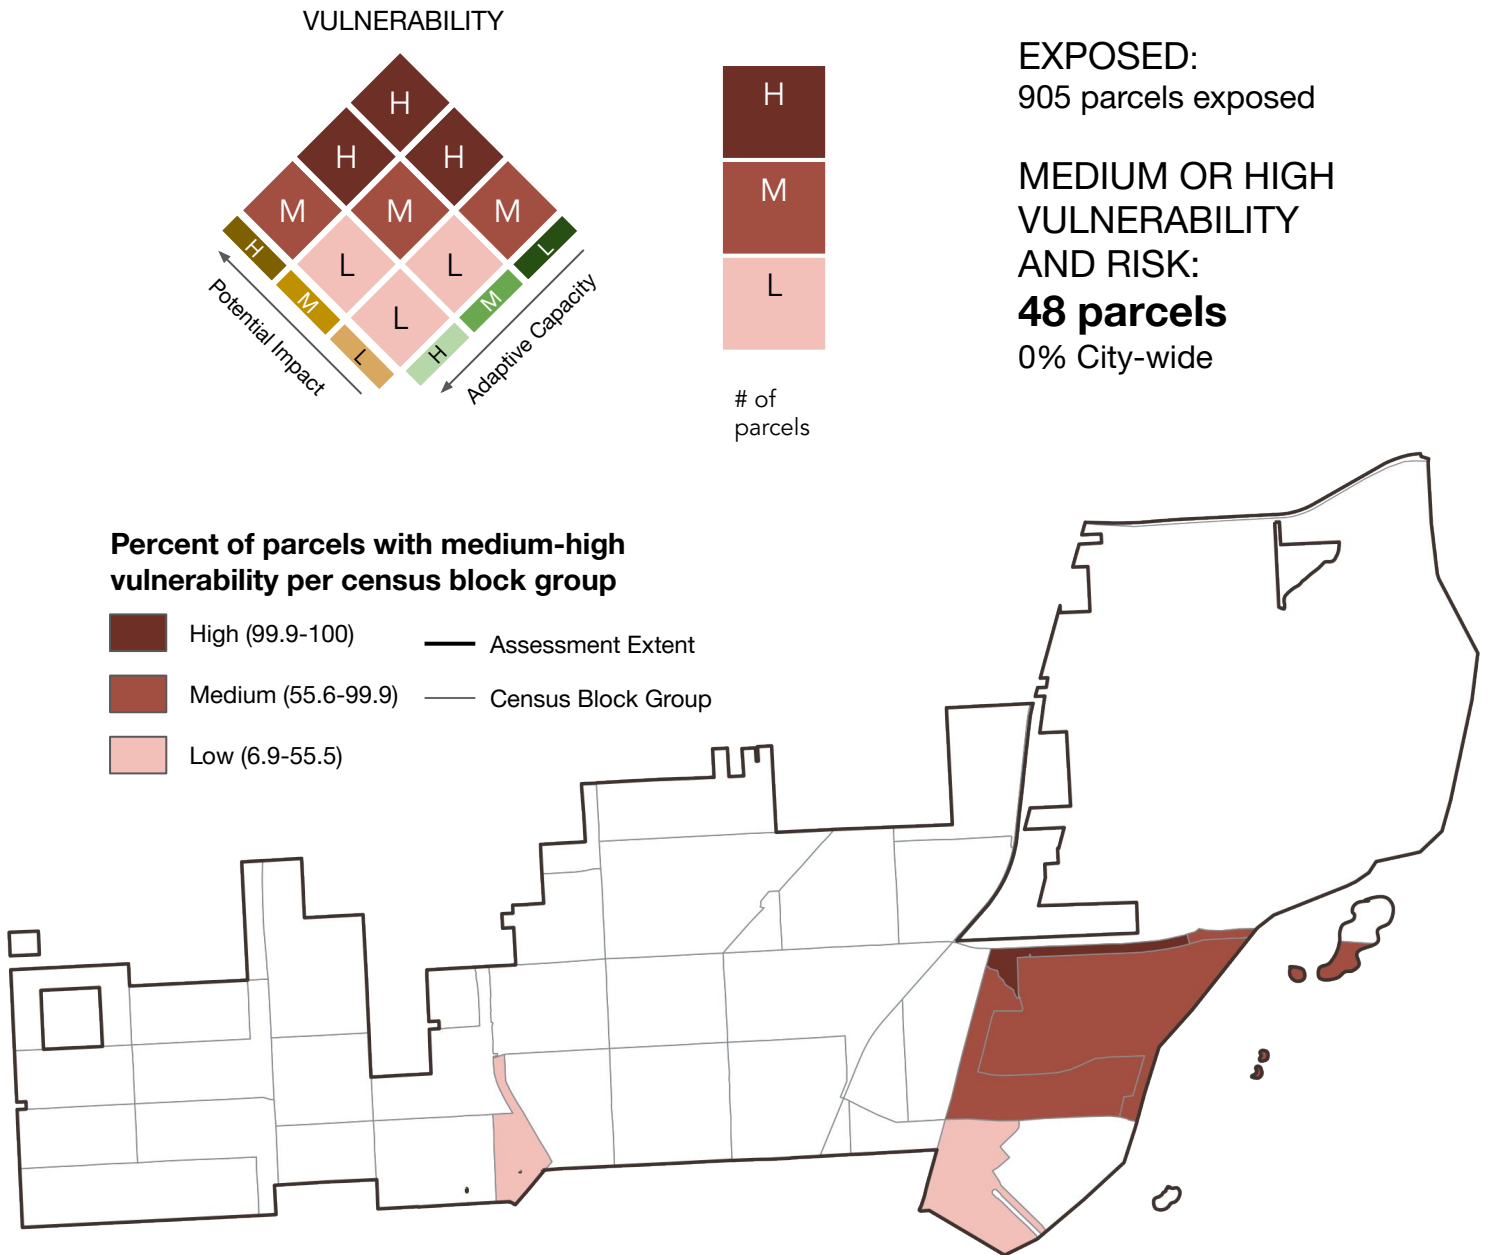 VULNERABILITY
H
H
H
M
M
M
L
L
L
H
M
L
L
M
H
Potential Impact
Adaptive Capacity
H
M
L
# of
parcels
EXPOSED:
905 parcels exposed
MEDIUM OR HIGH
VULNERABILITY
AND RISK:
48 parcels
0% City-wide
Percent of parcels with medium-high
vulnerability per census block group
High (99.9-100)
Medium (55.6-99.9)
Low (6.9-55.5)
Assessment Extent
Census Block Group